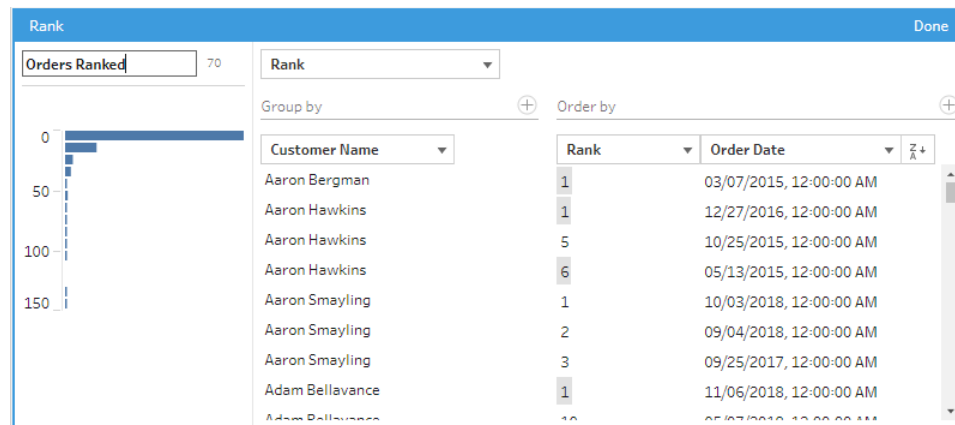 Rank Done
Orders Ranked 70 Rank
Group by Order by
0
50
100
150
Customer Name Rank Order Date
Aaron Bergman 1 03/07/2015, 12:00:00 AM
Aaron Hawkins 1 12/27/2016, 12:00:00 AM
Aaron Hawkins 5 10/25/2015, 12:00:00 AM
Aaron Hawkins 6 05/13/2015, 12:00:00 AM
Aaron Smayling 1 10/03/2018, 12:00:00 AM
Aaron Smayling 2 09/04/2018, 12:00:00 AM
Aaron Smayling 3 09/25/2017, 12:00:00 AM
Adam Bellavance 1 11/06/2018, 12:00:00 AM
Adam Bellavance